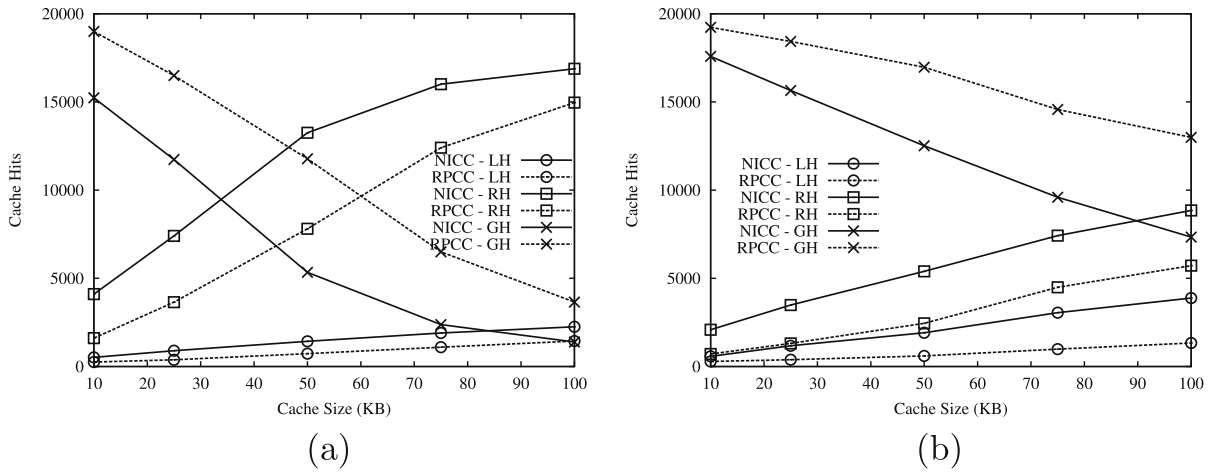 20000
15000
10000
5000
0
Cache Hits
NICC - LH
RPCC - LH
NICC - RH
RPCC - RH
NICC - GH
RPCC - GH
10 20 30 40 50 60 70 80 90 100
Cache Size (KB)
(a)
20000
15000
10000
5000
0
Cache Hits
NICC - LH
RPCC - LH
NICC - RH
RPCC - RH
NICC - GH
RPCC - GH
10 20 30 40 50 60 70 80 90 100
Cache Size (KB)
(b)